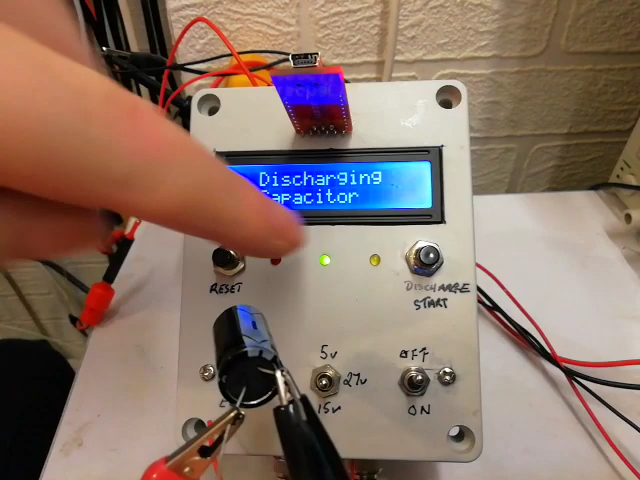 Discharging
Capacitor
RESET
DISCHARGE
START
5v
27v
15v
OFF
ON